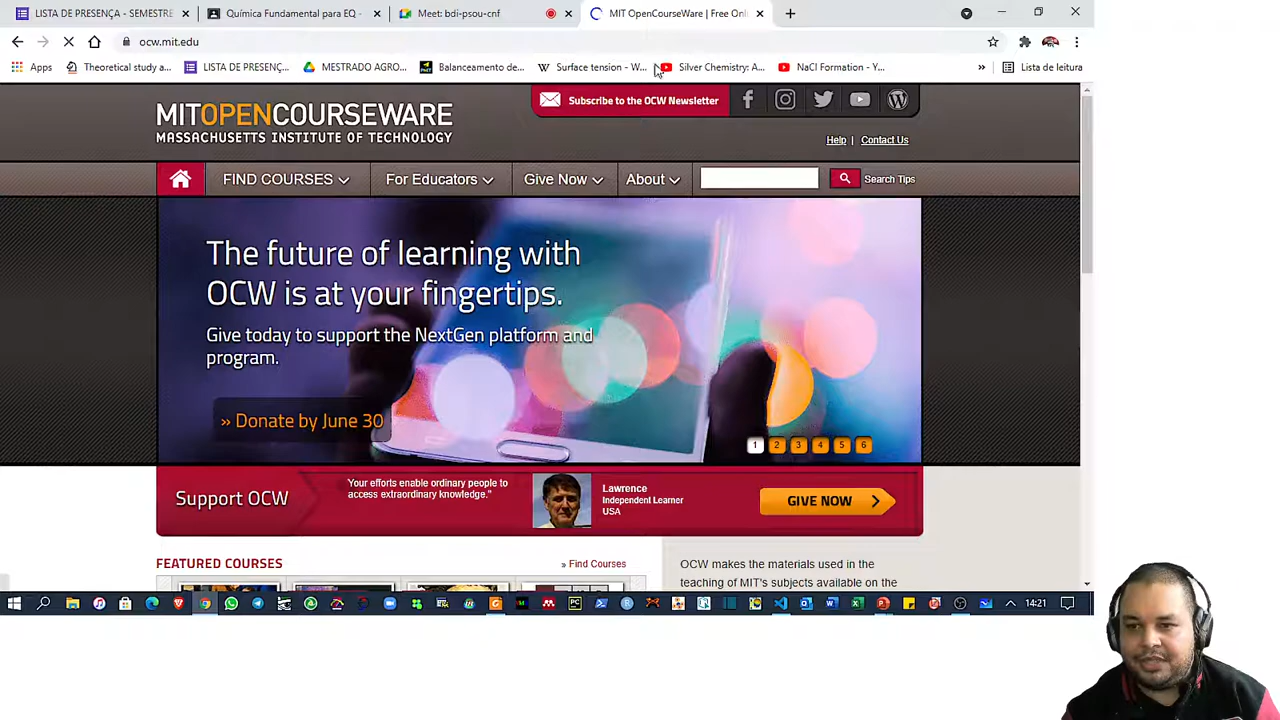 LISTA DE PRESENÇA - SEMESTRE
Química Fundamental para EQ -
Meet: bdi-psou-cnf
MIT OpenCourseWare | Free Onli
ocw.mit.edu
Apps
Theoretical study a...
LISTA DE PRESENÇ...
MESTRADO AGRO...
Balanceamento de...
Surface tension - W...
Silver Chemistry: A...
NaCl Formation - Y...
»
Lista de leitura
MITOPENCOURSEWARE
MASSACHUSETTS INSTITUTE OF TECHNOLOGY
Subscribe to the OCW Newsletter
Help | Contact Us
FIND COURSES
For Educators
Give Now
About
Search Tips
The future of learning with
OCW is at your fingertips.
Give today to support the NextGen platform and
program.
» Donate by June 30
1 2 3 4 5 6
Support OCW
Your efforts enable ordinary people to
access extraordinary knowledge."
Lawrence
Independent Learner
USA
GIVE NOW
FEATURED COURSES
» Find Courses
OCW makes the materials used in the
teaching of MIT's subjects available on the
14:21